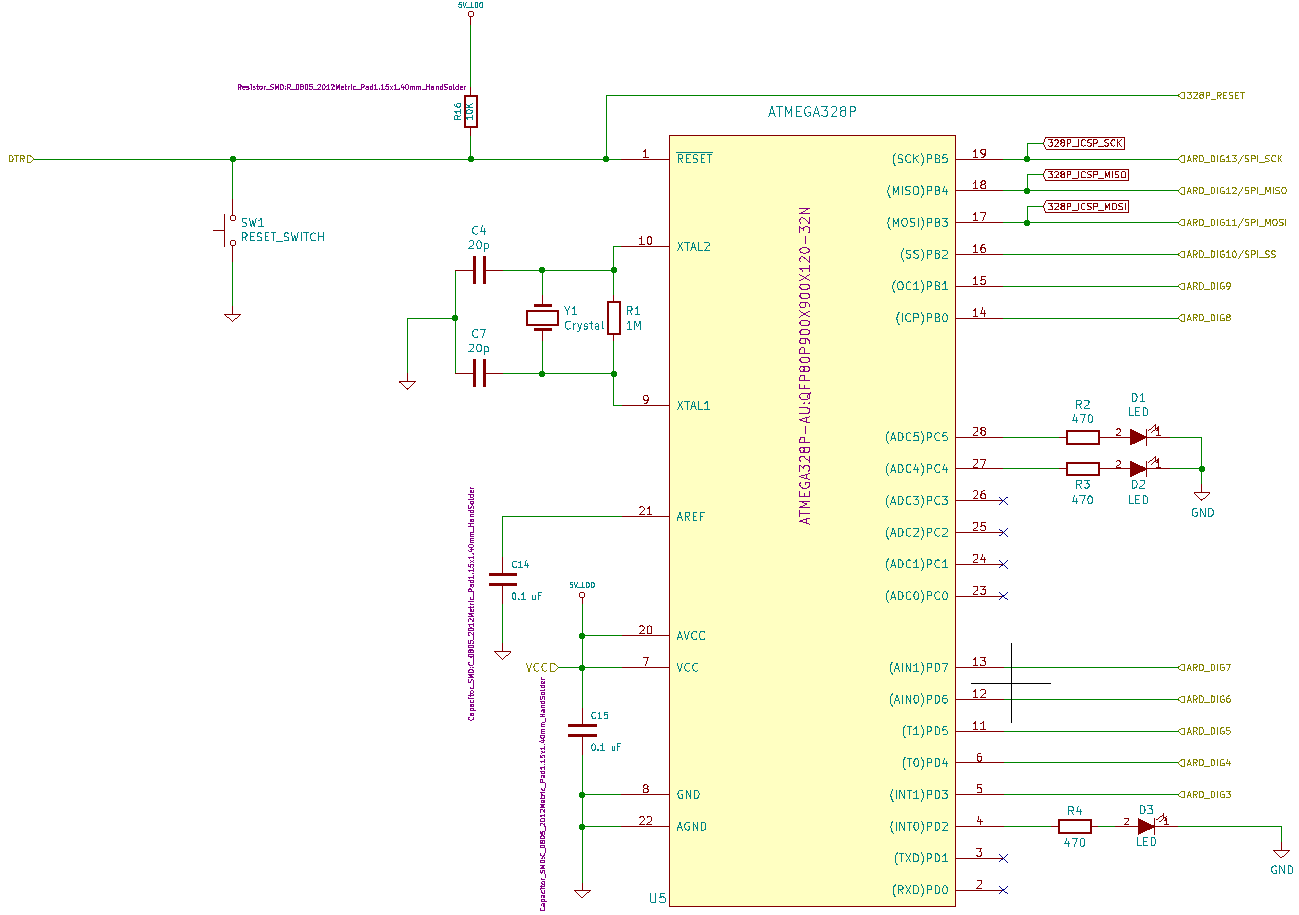 5V_LDO
Resistor_SMD:R_0805_2012Metric_Pad1.15x1.40mm_HandSolder
R16
10K
328P_RESET
ATMEGA328P
DTR
1
RESET
SW1
RESET_SWITCH
C4
20p
10
XTAL2
Y1
Crystal
R1
1M
C7
20p
9
XTAL1
ATMEGA328P-AU:QFP80P900X900X120-32N
21
AREF
Capacitor_SMD:C_0805_2012Metric_Pad1.15x1.40mm_HandSolder
C14
0.1 uF
5V_LDO
20
AVCC
VCC
7
VCC
Capacitor_SMD:C_0805_2012Metric_Pad1.15x1.40mm_HandSolder
C15
0.1 uF
8
GND
22
AGND
U5
328P_ICSP_SCK
(SCK)PB5
19
ARD_DIG13/SPI_SCK
328P_ICSP_MISO
(MISO)PB4
18
ARD_DIG12/SPI_MISO
328P_ICSP_MOSI
(MOSI)PB3
17
ARD_DIG11/SPI_MOSI
(SS)PB2
16
ARD_DIG10/SPI_SS
(OC1)PB1
15
ARD_DIG9
(ICP)PB0
14
ARD_DIG8
R2
470
D1
LED
(ADC5)PC5
28
2
1
(ADC4)PC4
27
2
1
R3
470
D2
LED
GND
(ADC3)PC3
26
(ADC2)PC2
25
(ADC1)PC1
24
(ADC0)PC0
23
(AIN1)PD7
13
ARD_DIG7
(AIN0)PD6
12
ARD_DIG6
(T1)PD5
11
ARD_DIG5
(T0)PD4
6
ARD_DIG4
(INT1)PD3
5
ARD_DIG3
R4
470
D3
LED
(INT0)PD2
4
2
1
GND
(TXD)PD1
3
(RXD)PD0
2